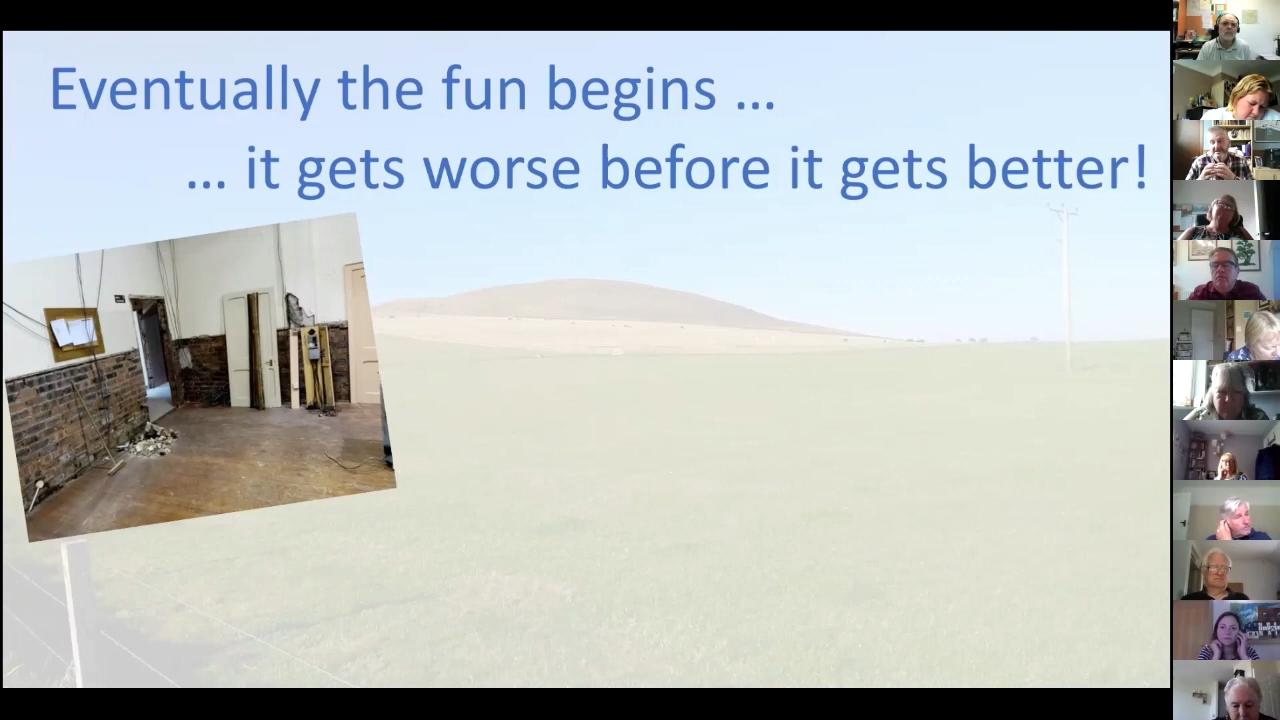 Eventually the fun begins ...
... it gets worse before it gets better!